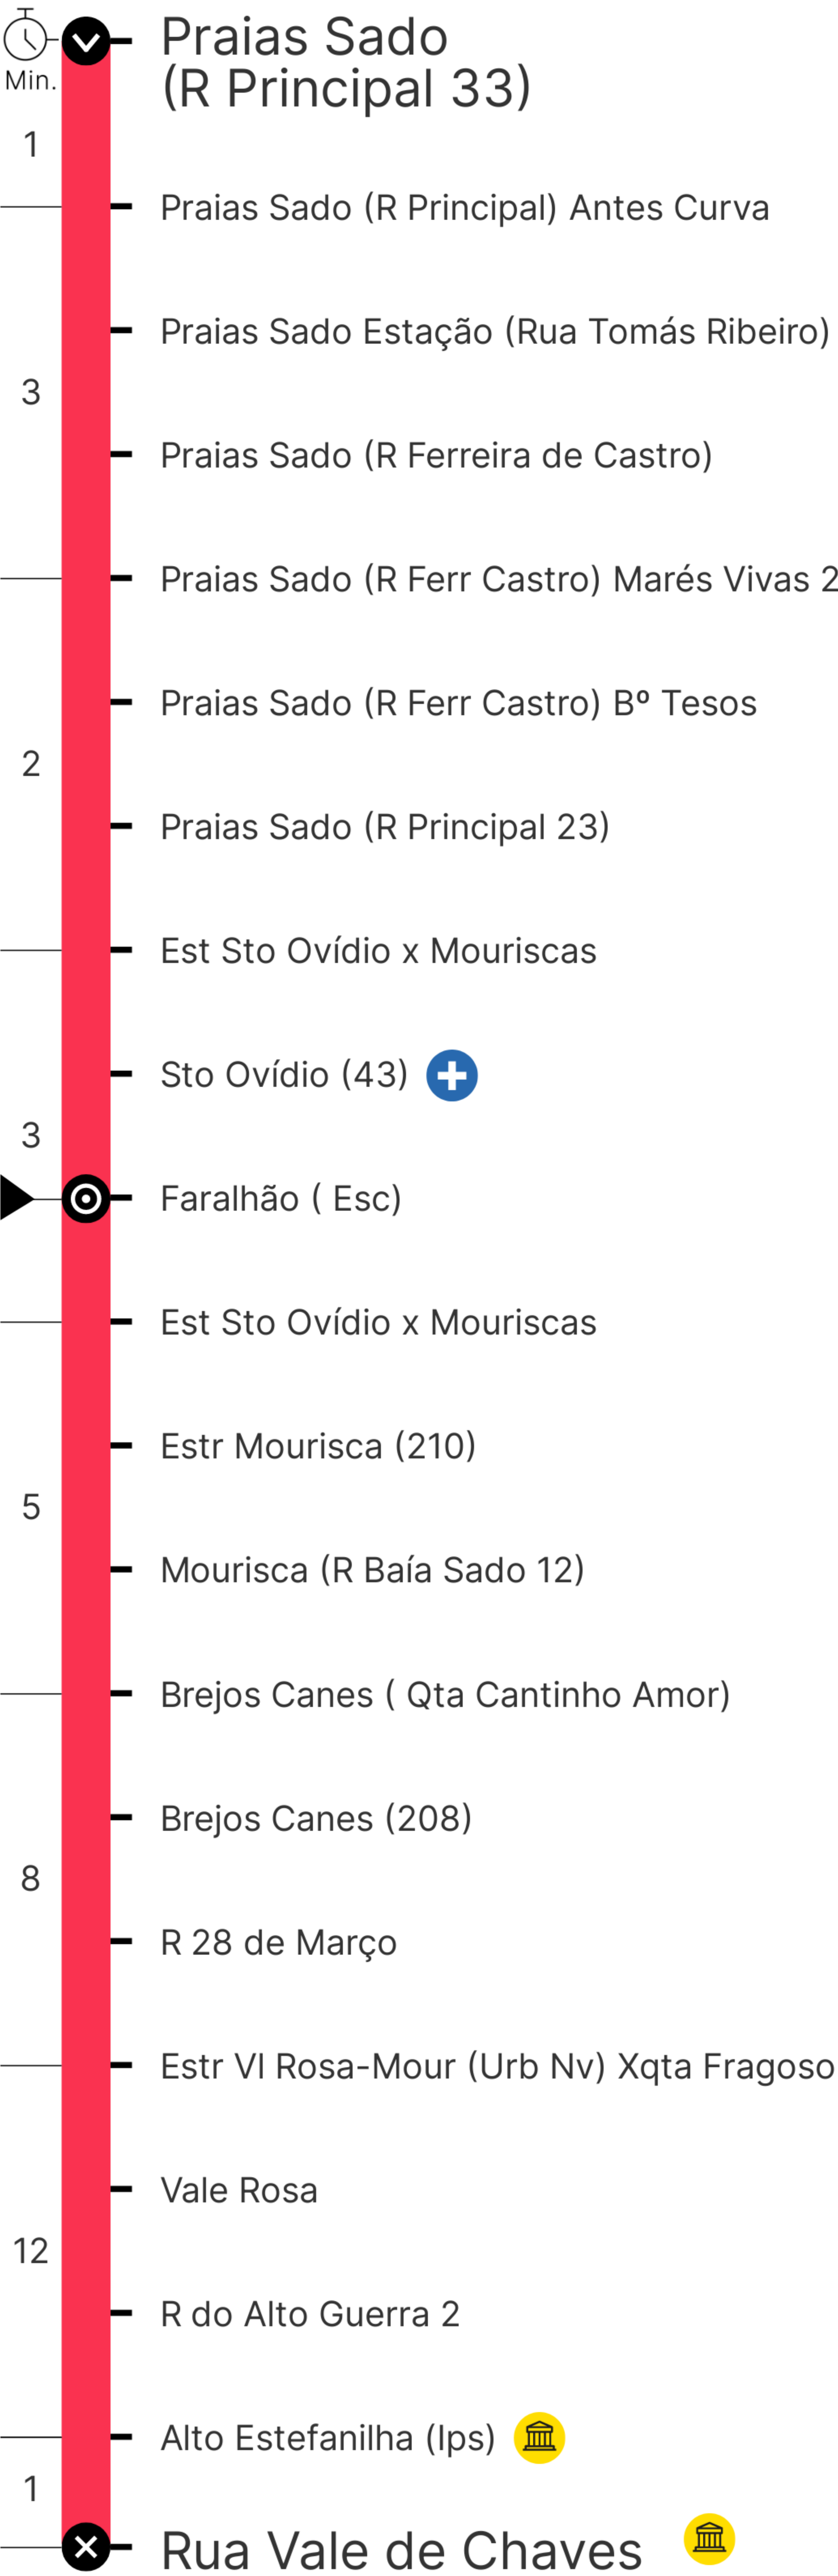 Praias Sado
(R Principal 33)
Min.
1
Praias Sado (R Principal) Antes Curva
Praias Sado Estação (Rua Tomás Ribeiro)
3
Praias Sado (R Ferreira de Castro)
Praias Sado (R Ferr Castro) Marés Vivas 2
Praias Sado (R Ferr Castro) Bº Tesos
2
Praias Sado (R Principal 23)
Est Sto Ovídio x Mouriscas
Sto Ovídio (43)
3
Faralhão ( Esc)
Est Sto Ovídio x Mouriscas
Estr Mourisca (210)
5
Mourisca (R Baía Sado 12)
Brejos Canes ( Qta Cantinho Amor)
Brejos Canes (208)
8
R 28 de Março
Estr Vl Rosa-Mour (Urb Nv) Xqta Fragoso
Vale Rosa
12
R do Alto Guerra 2
Alto Estefanilha (Ips)
1
Rua Vale de Chaves